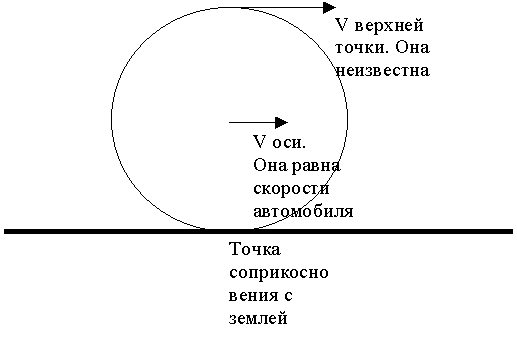 V верхней
точки. Она
неизвестна
V оси.
Она равна
скорости
автомобиля
Точка
соприкосно
вения с
землей